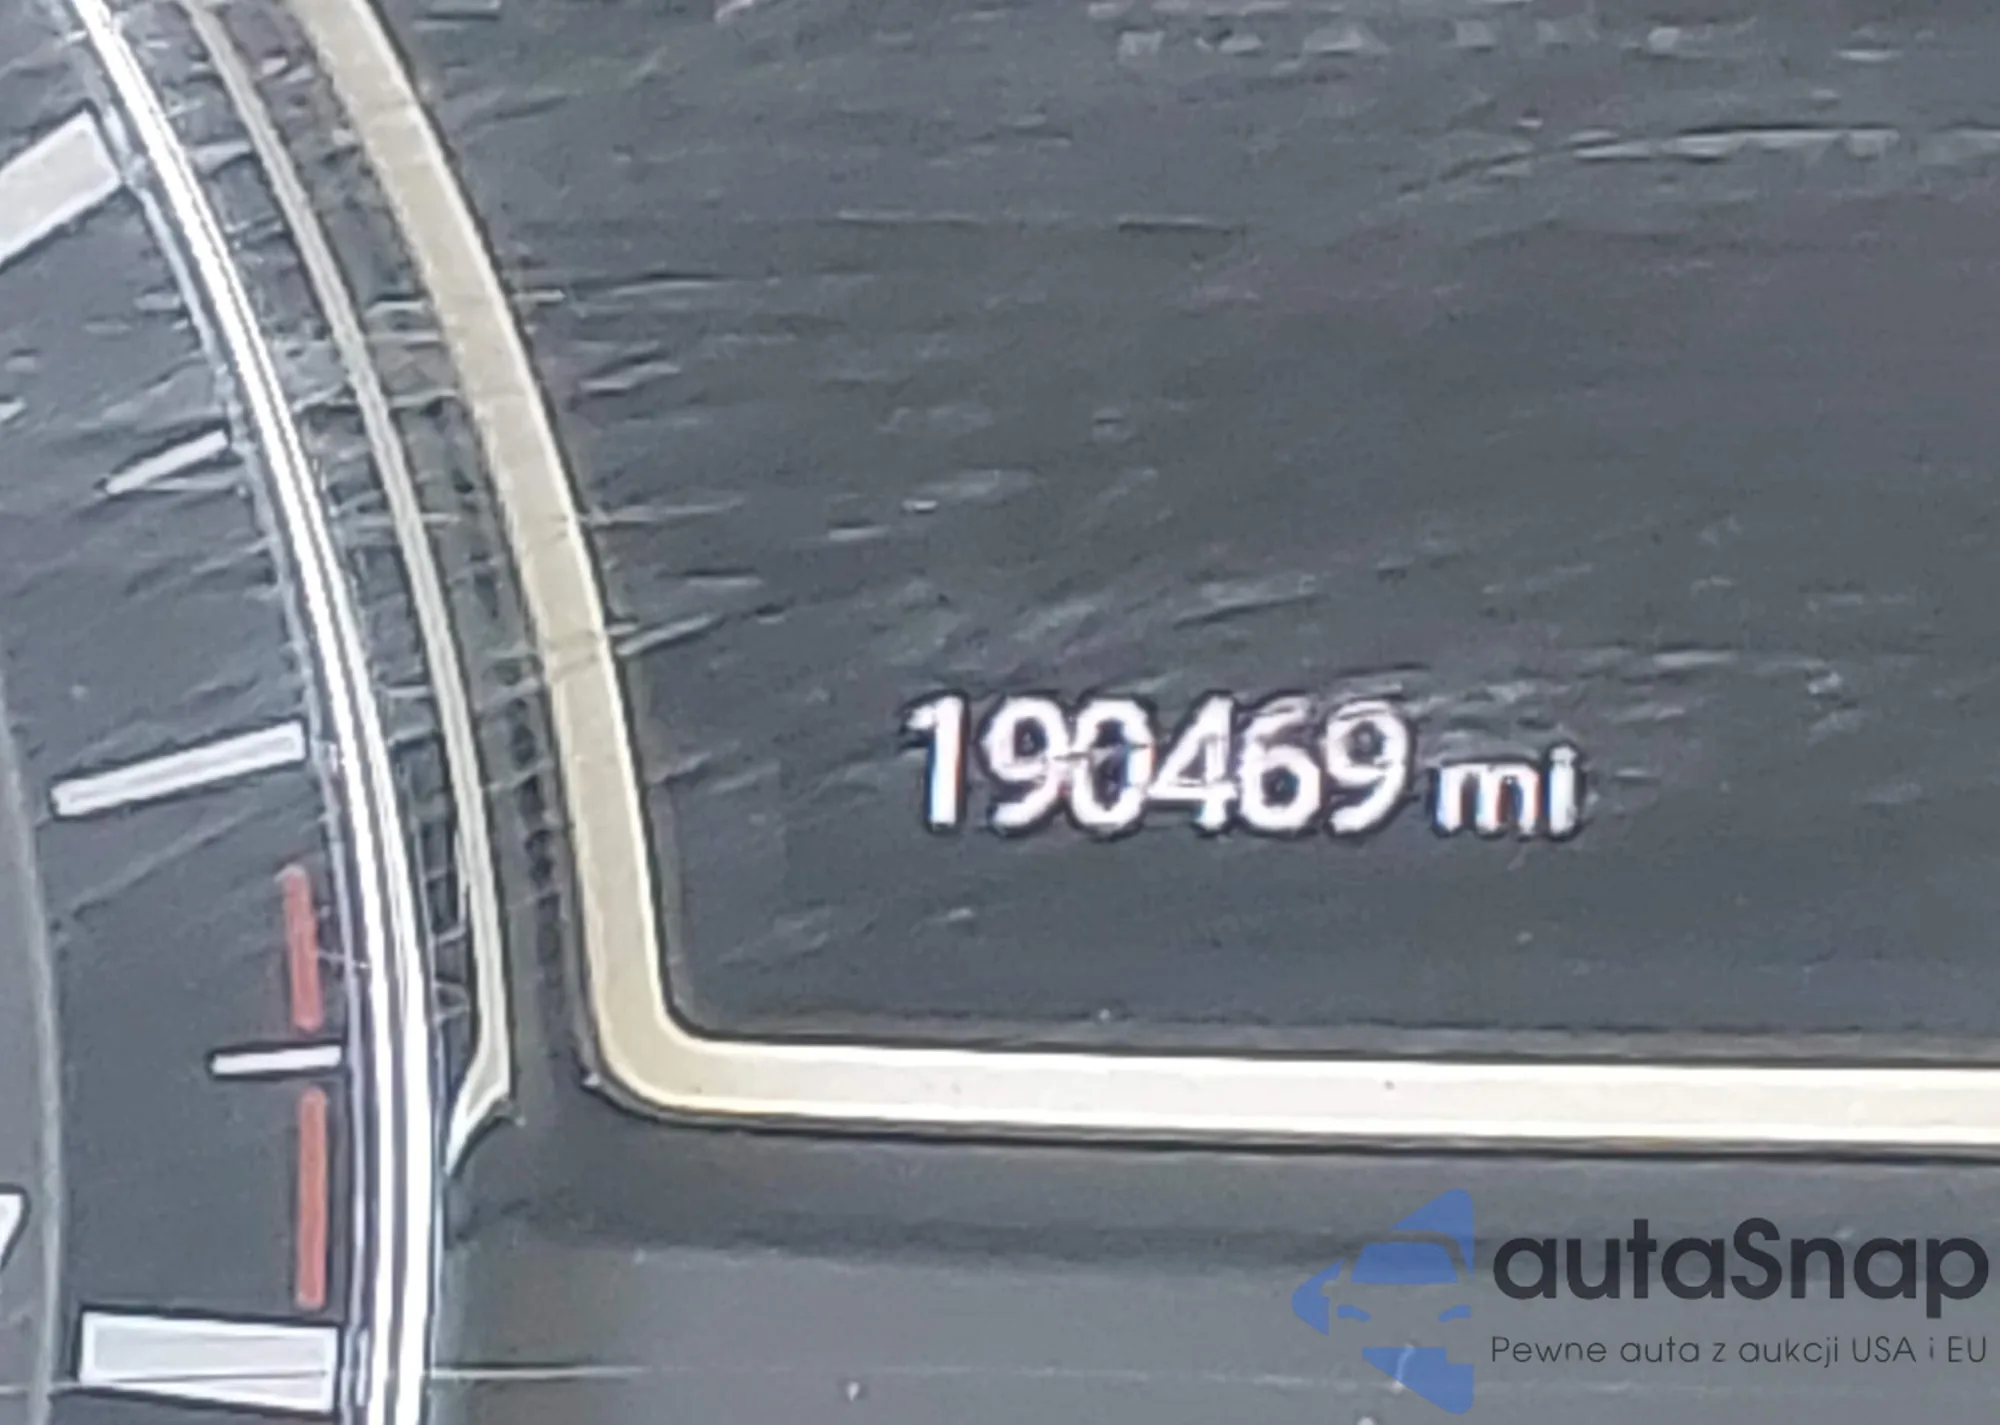 190469 mi
autaSnap
Pewne auta z aukcji USA i EU